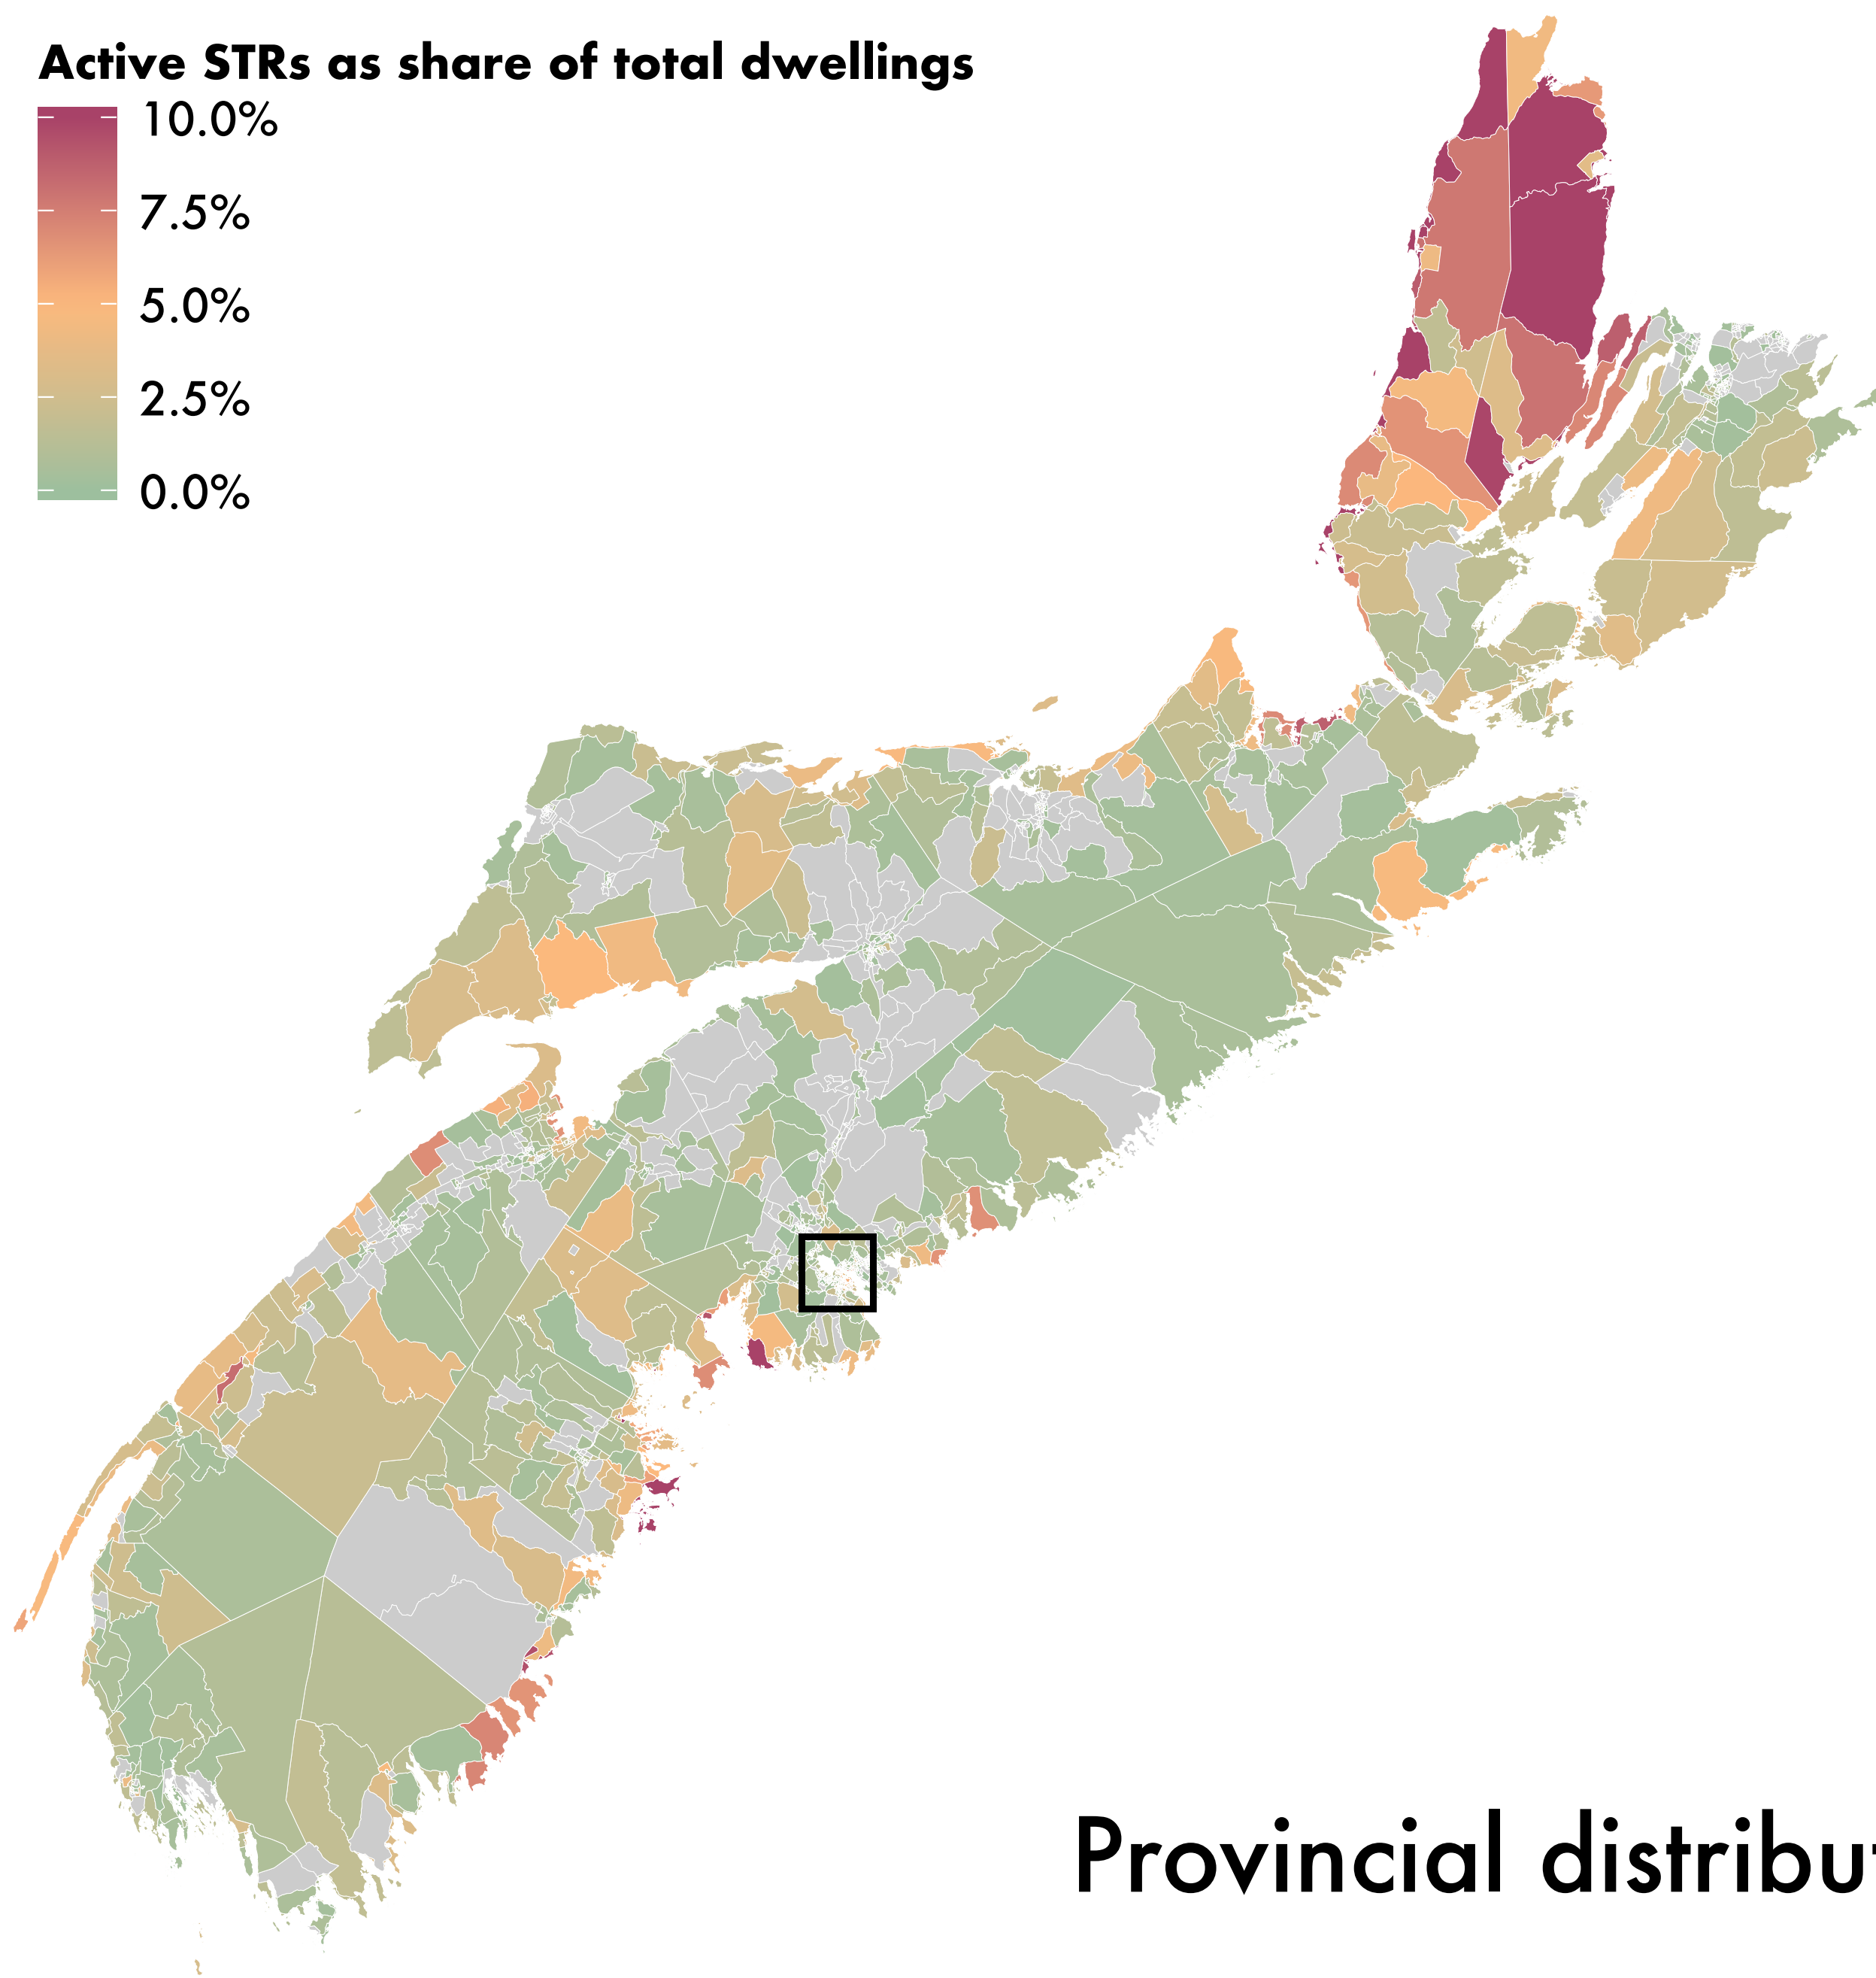 Active STRs as share of total dwellings
10.0%
7.5%
5.0%
2.5%
0.0%
Provincial distribu